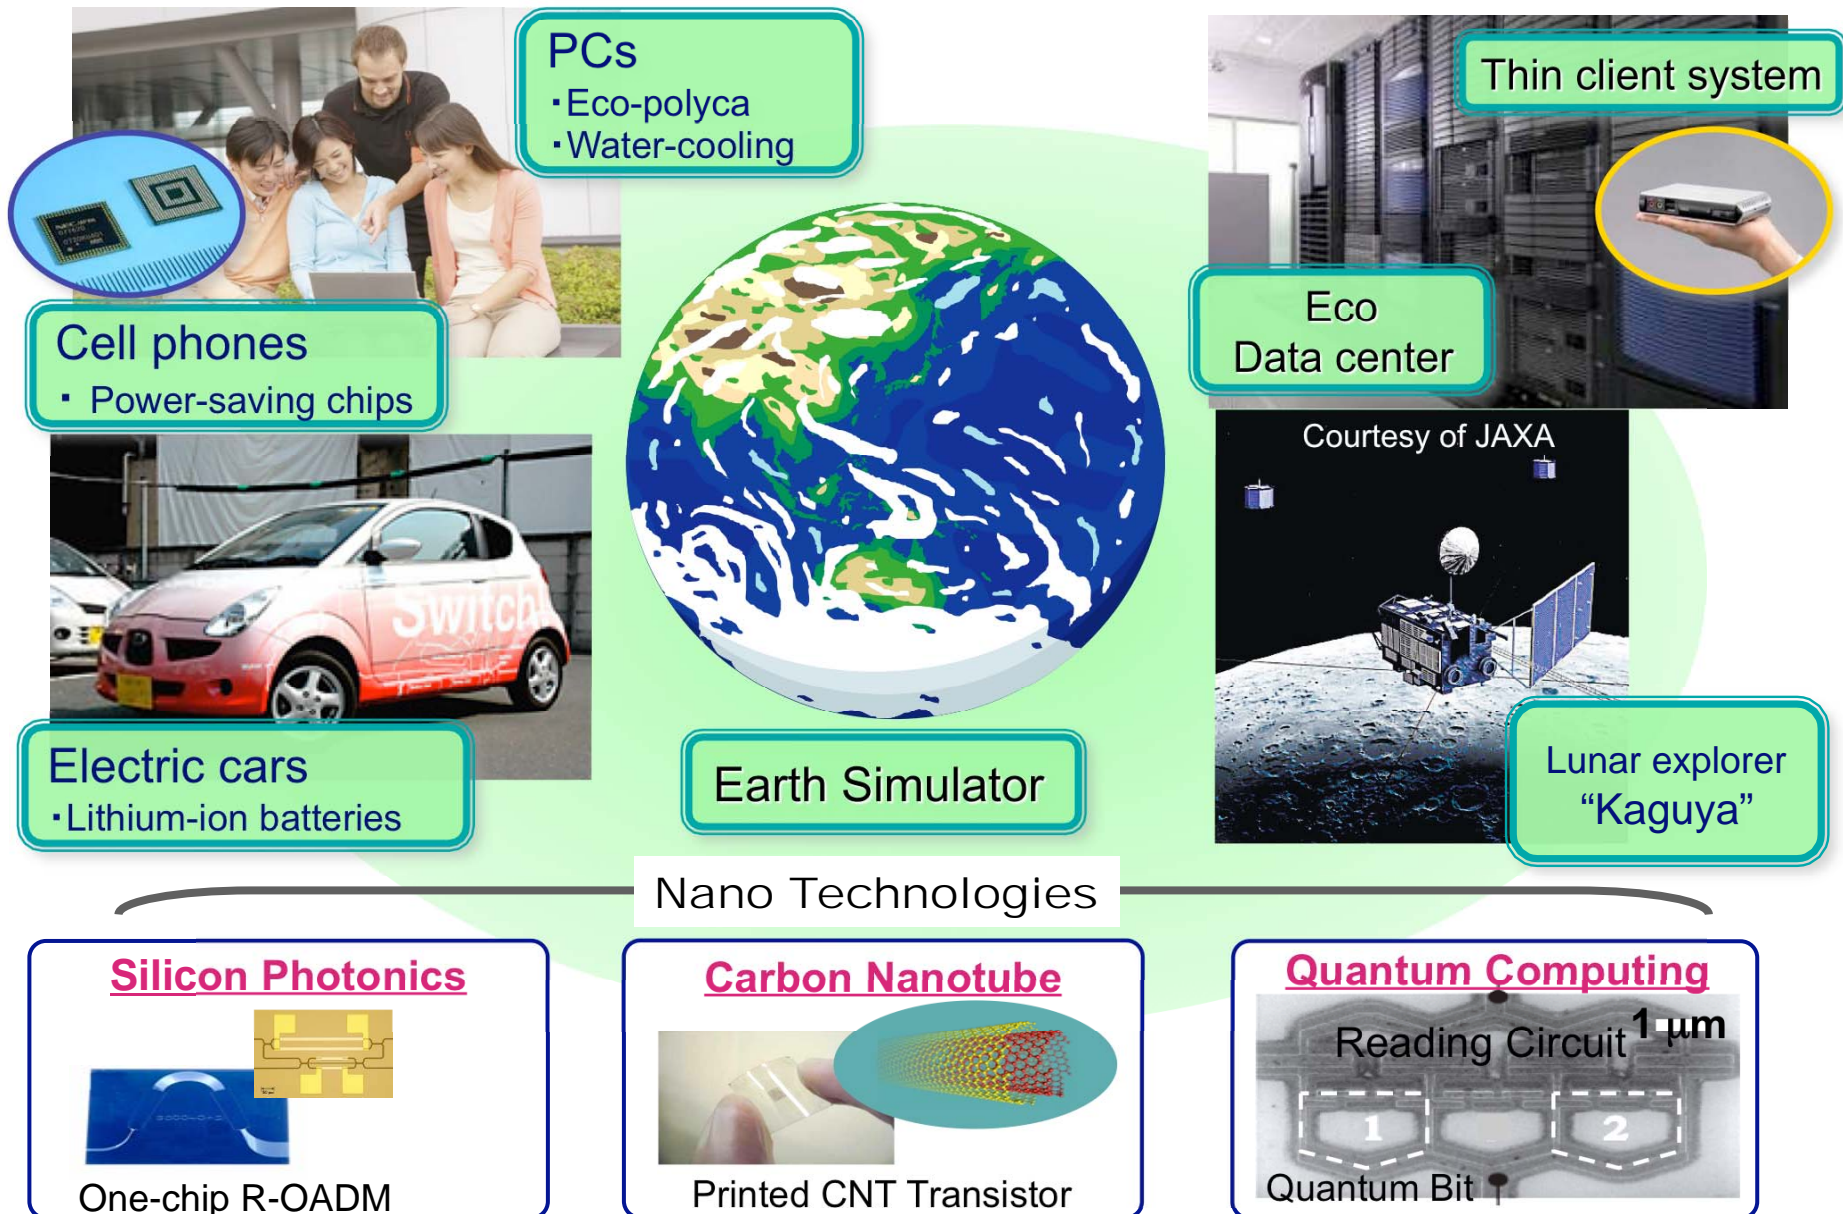 PCs
・Eco-polyca
・Water-cooling
Thin client system
Cell phones
・ Power-saving chips
Eco
Data center
Courtesy of JAXA
Switch
Electric cars
・Lithium-ion batteries
Earth Simulator
Lunar explorer
“Kaguya”
Nano Technologies
Silicon Photonics
One-chip R-OADM
Carbon Nanotube
Printed CNT Transistor
Quantum Computing
Reading Circuit
1 μm
1
2
Quantum Bit